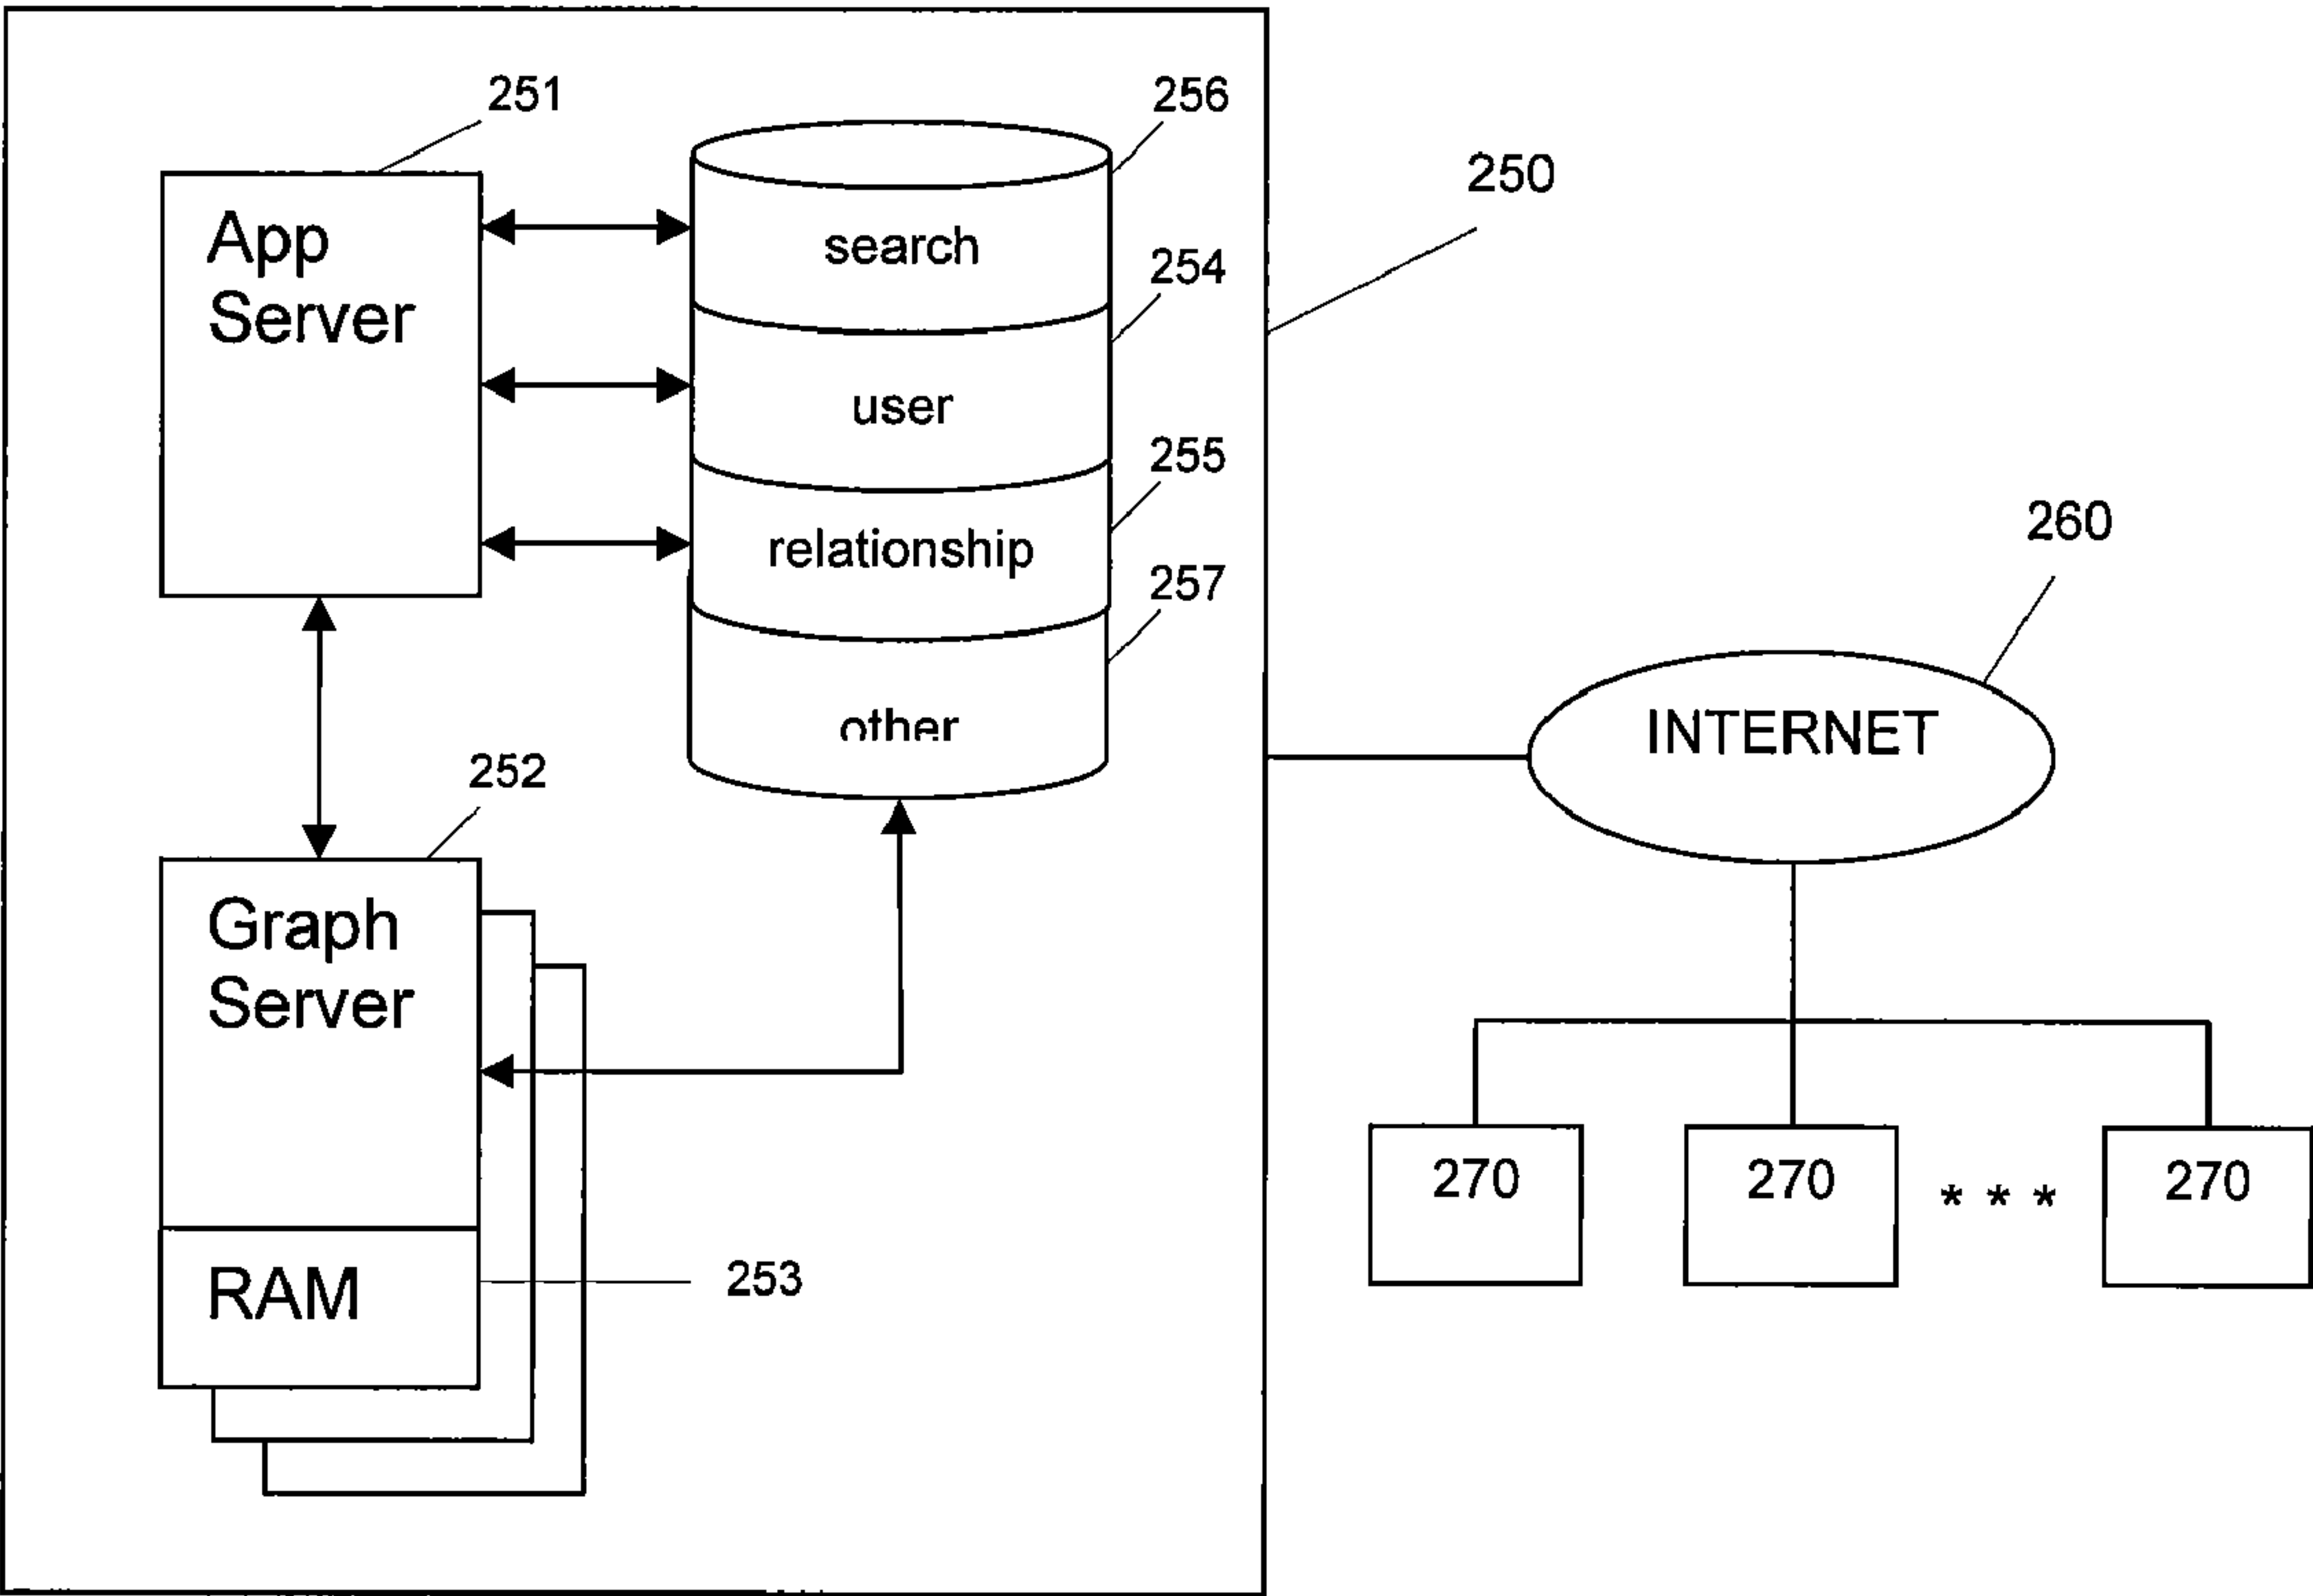 251
256
App
Server
search
250
254
user
255
relationship
260
257
other
INTERNET
252
Graph
Server
270
270
* * *
270
RAM
253